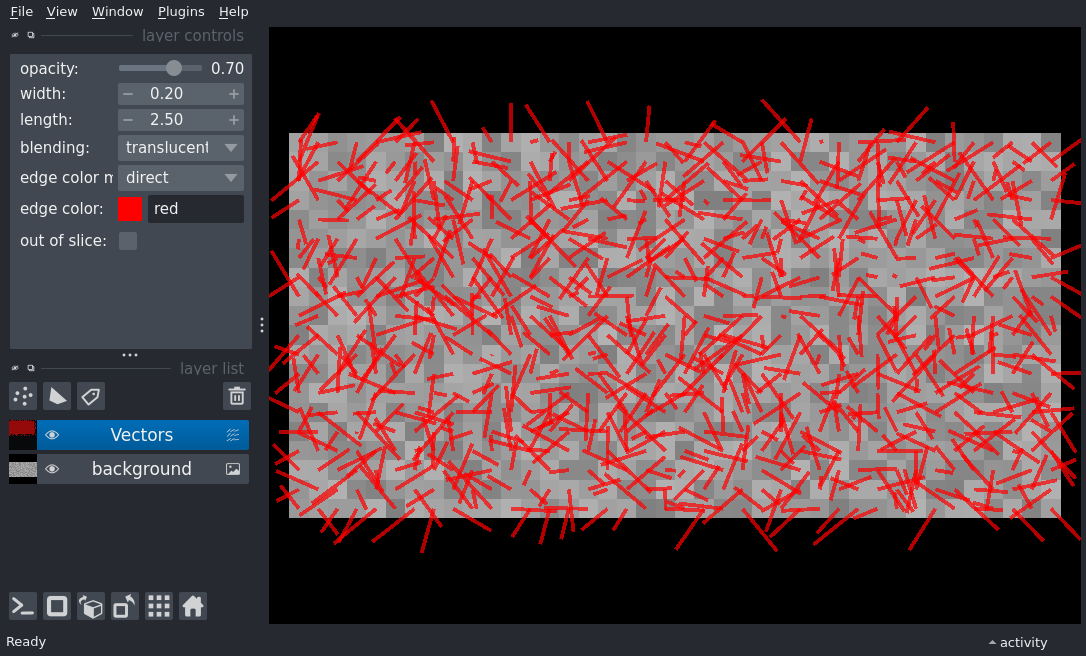 File View Window Plugins Help
layer controls
opacity: 0.70
width: − 0.20 +
length: − 2.50 +
blending: translucent
edge color m direct
edge color: red
out of slice:
layer list
Vectors
background
Ready
activity